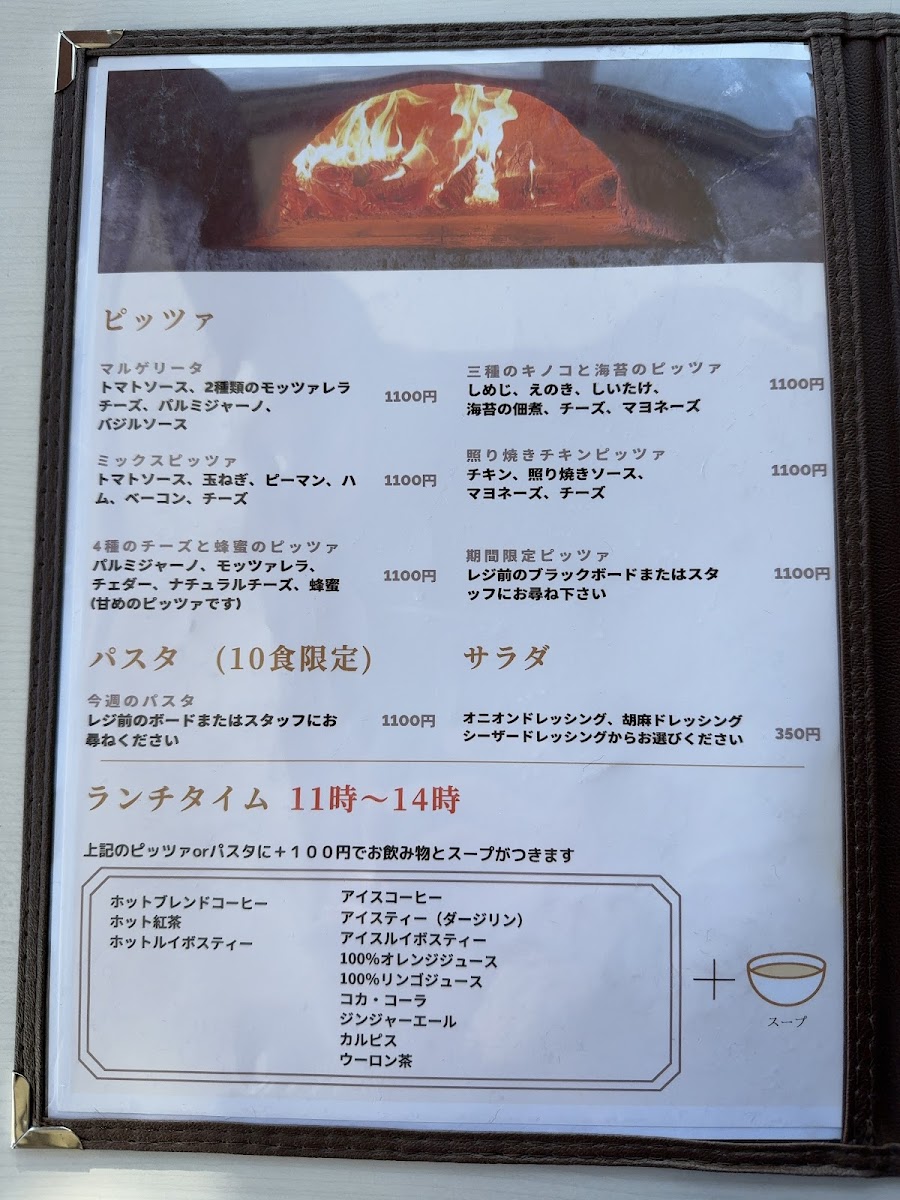 ピッツァ
マルゲリータ
トマトソース、2種類のモッツァレラ
チーズ、パルミジャーノ、
バジルソース
1100円
ミックスピッツァ
トマトソース、玉ねぎ、ピーマン、ハ
ム、ベーコン、チーズ
1100円
4種のチーズと蜂蜜のピッツァ
パルミジャーノ、モッツァレラ、
チェダー、ナチュラルチーズ、蜂蜜
(甘めのピッツァです)
1100円
三種のキノコと海苔のピッツァ
しめじ、えのき、しいたけ、
海苔の佃煮、チーズ、マヨネーズ
1100円
照り焼きチキンピッツァ
チキン、照り焼きソース、
マヨネーズ、チーズ
1100円
期間限定ピッツァ
レジ前のブラックボードまたはスタ
ッフにお尋ね下さい
1100円
パスタ (10食限定)
今週のパスタ
レジ前のボードまたはスタッフにお
尋ねください
1100円
サラダ
オニオンドレッシング、胡麻ドレッシング
シーザードレッシングからお選びください
350円
ランチタイム 11時〜14時
上記のピッツァorパスタに+100円でお飲み物とスープがつきます
ホットブレンドコーヒー
ホット紅茶
ホットルイボスティー
アイスコーヒー
アイスティー(ダージリン)
アイスルイボスティー
100%オレンジジュース
100%リンゴジュース
コカ・コーラ
ジンジャーエール
カルピス
ウーロン茶
+
スープ